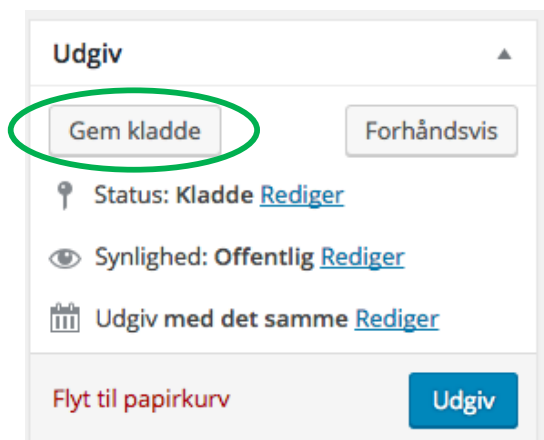 Udgiv
Gem kladde Forhåndsvis
Status: Kladde Rediger
Synlighed: Offentlig Rediger
Udgiv med det samme Rediger
Flyt til papirkurv Udgiv